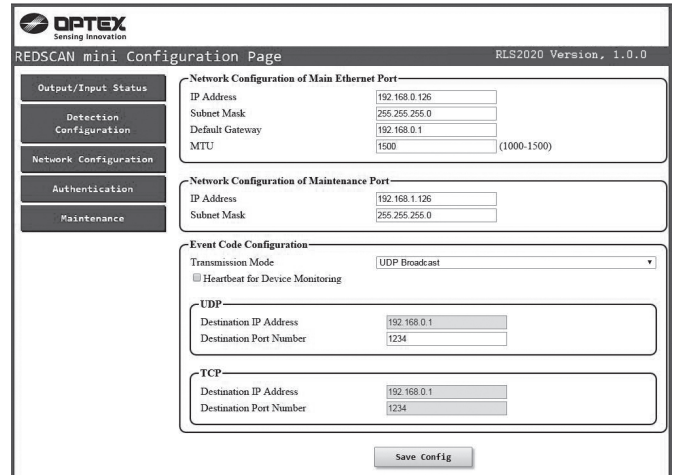 OPTEX
Sensing Innovation
REDSCAN mini Configuration Page
RLS2020 Version, 1.0.0
Output/Input Status
Detection
Configuration
Network Configuration
Authentication
Maintenance
Network Configuration of Main Ethernet Port
IP Address 192.168.0.126
Subnet Mask 255.255.255.0
Default Gateway 192.168.0.1
MTU 1500 (1000-1500)
Network Configuration of Maintenance Port
IP Address 192.168.1.126
Subnet Mask 255.255.255.0
Event Code Configuration
Transmission Mode UDP Broadcast
Heartbeat for Device Monitoring
UDP
Destination IP Address 192.168.0.1
Destination Port Number 1234
TCP
Destination IP Address 192.168.0.1
Destination Port Number 1234
Save Config